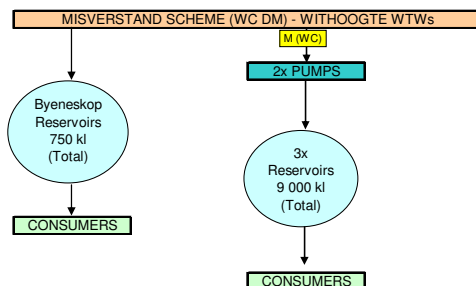 MISVERSTAND SCHEME (WC DM) - WITHOOGTE WTWs
M (WC)
2x PUMPS
Byeneskop
Reservoirs
750 kl
(Total)
3x
Reservoirs
9 000 kl
(Total)
CONSUMERS
CONSUMERS